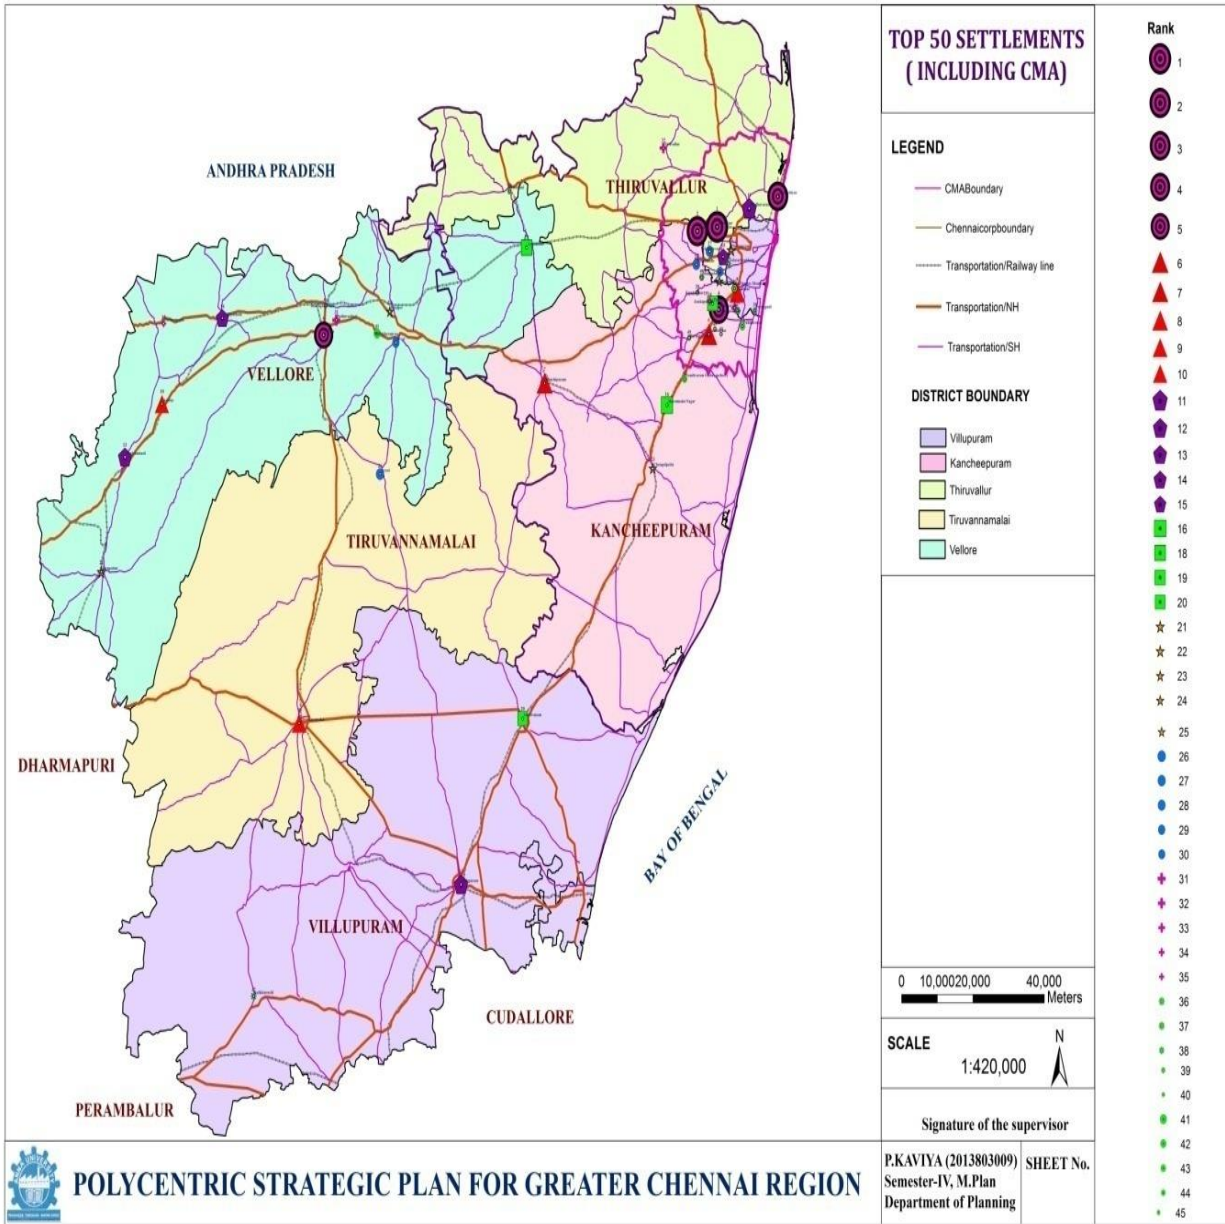 TOP 50 SETTLEMENTS
( INCLUDING CMA)
LEGEND
CMABoundary
Chennaicorpboundary
Transportation/Railway line
Transportation/NH
Transportation/SH
DISTRICT BOUNDARY
Villupuram
Kancheepuram
Thiruvallur
Tiruvannamalai
Vellore
0 10,00020,000 40,000
Meters
SCALE
1:420,000
N
Signature of the supervisor
P.KAVIYA (2013803009)
Semester-IV, M.Plan
Department of Planning
SHEET No.
Rank
1
2
3
4
5
6
7
8
9
10
11
12
13
14
15
16
18
19
20
21
22
23
24
25
26
27
28
29
30
31
32
33
34
35
36
37
38
39
40
41
42
43
44
45
ANDHRA PRADESH
THIRUVALLUR
VELLORE
TIRUVANNAMALAI
KANCHEEPURAM
DHARMAPURI
BAY OF BENGAL
VILLUPURAM
CUDALLORE
PERAMBALUR
POLYCENTRIC STRATEGIC PLAN FOR GREATER CHENNAI REGION